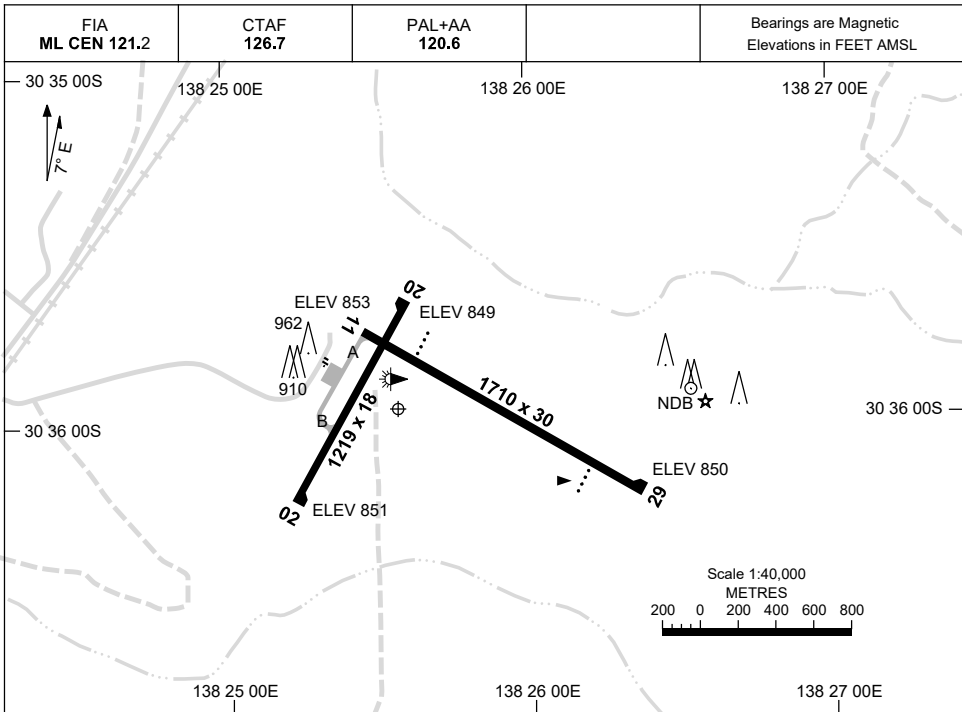 FIA
ML CEN 121.2
CTAF
126.7
PAL+AA
120.6
Bearings are Magnetic
Elevations in FEET AMSL
30 35 00S
138 25 00E
138 26 00E
138 27 00E
7° E
20
ELEV 853
ELEV 849
11
962
A
910
1710 x 30
NDB
30 36 00S
B
1219 x 18
30 36 00S
ELEV 850
29
02
ELEV 851
Scale 1:40,000
METRES
200 0 200 400 600 800
138 25 00E
138 26 00E
138 27 00E